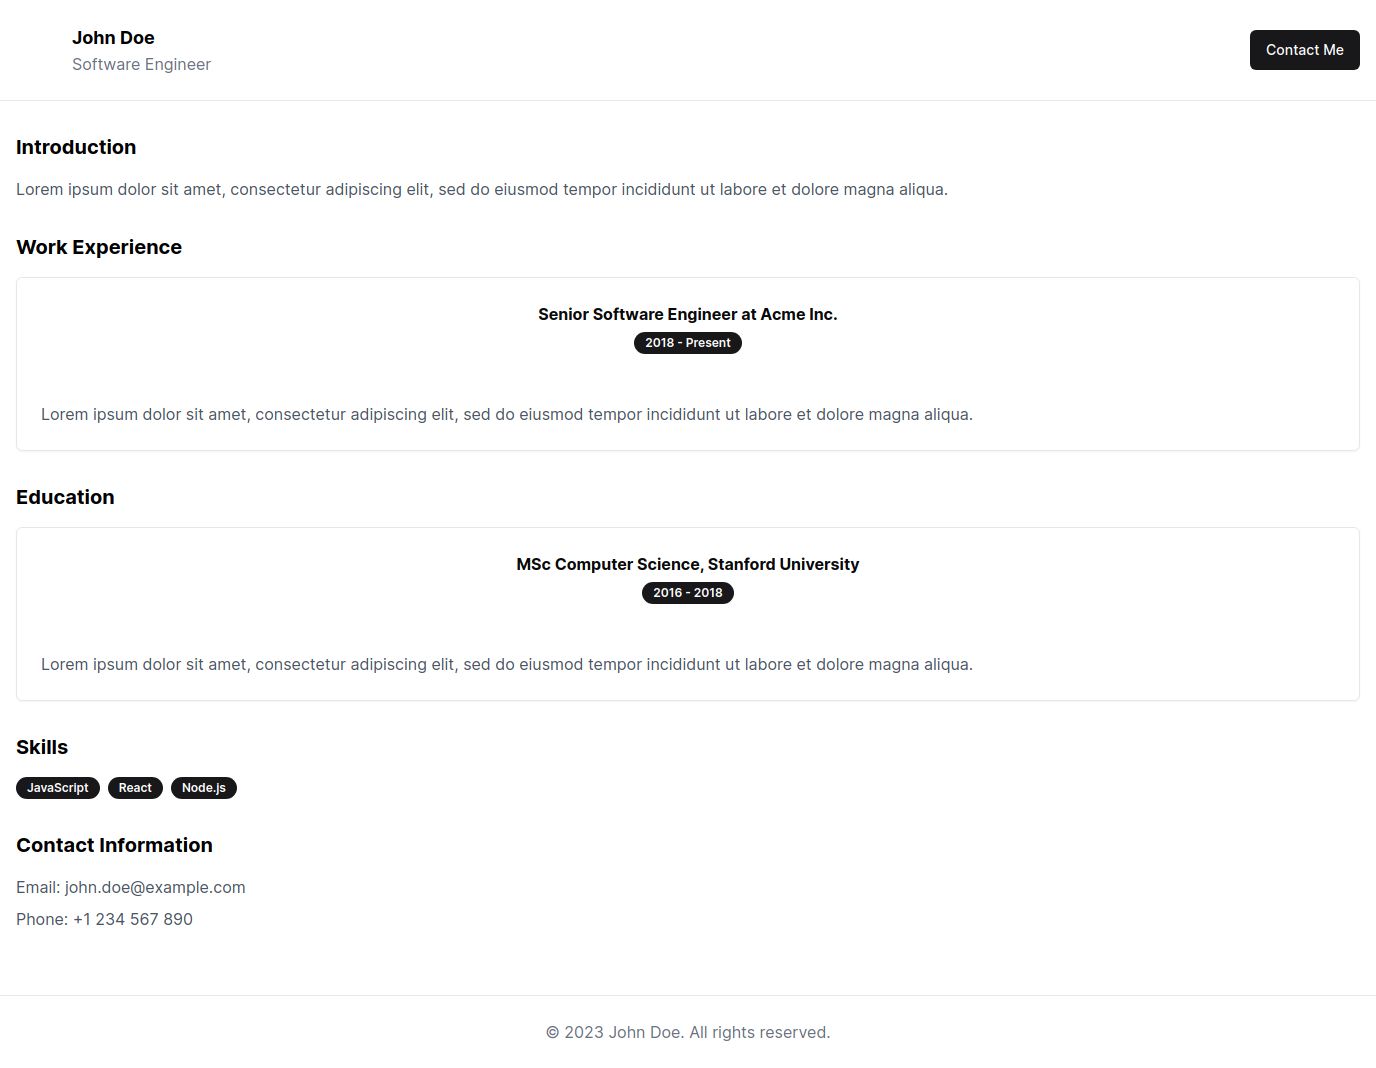 John Doe
Software Engineer
Contact Me
Introduction
Lorem ipsum dolor sit amet, consectetur adipiscing elit, sed do eiusmod tempor incididunt ut labore et dolore magna aliqua.
Work Experience
Senior Software Engineer at Acme Inc.
2018 - Present
Lorem ipsum dolor sit amet, consectetur adipiscing elit, sed do eiusmod tempor incididunt ut labore et dolore magna aliqua.
Education
MSc Computer Science, Stanford University
2016 - 2018
Lorem ipsum dolor sit amet, consectetur adipiscing elit, sed do eiusmod tempor incididunt ut labore et dolore magna aliqua.
Skills
JavaScript React Node.js
Contact Information
Email: john.doe@example.com
Phone: +1 234 567 890
© 2023 John Doe. All rights reserved.